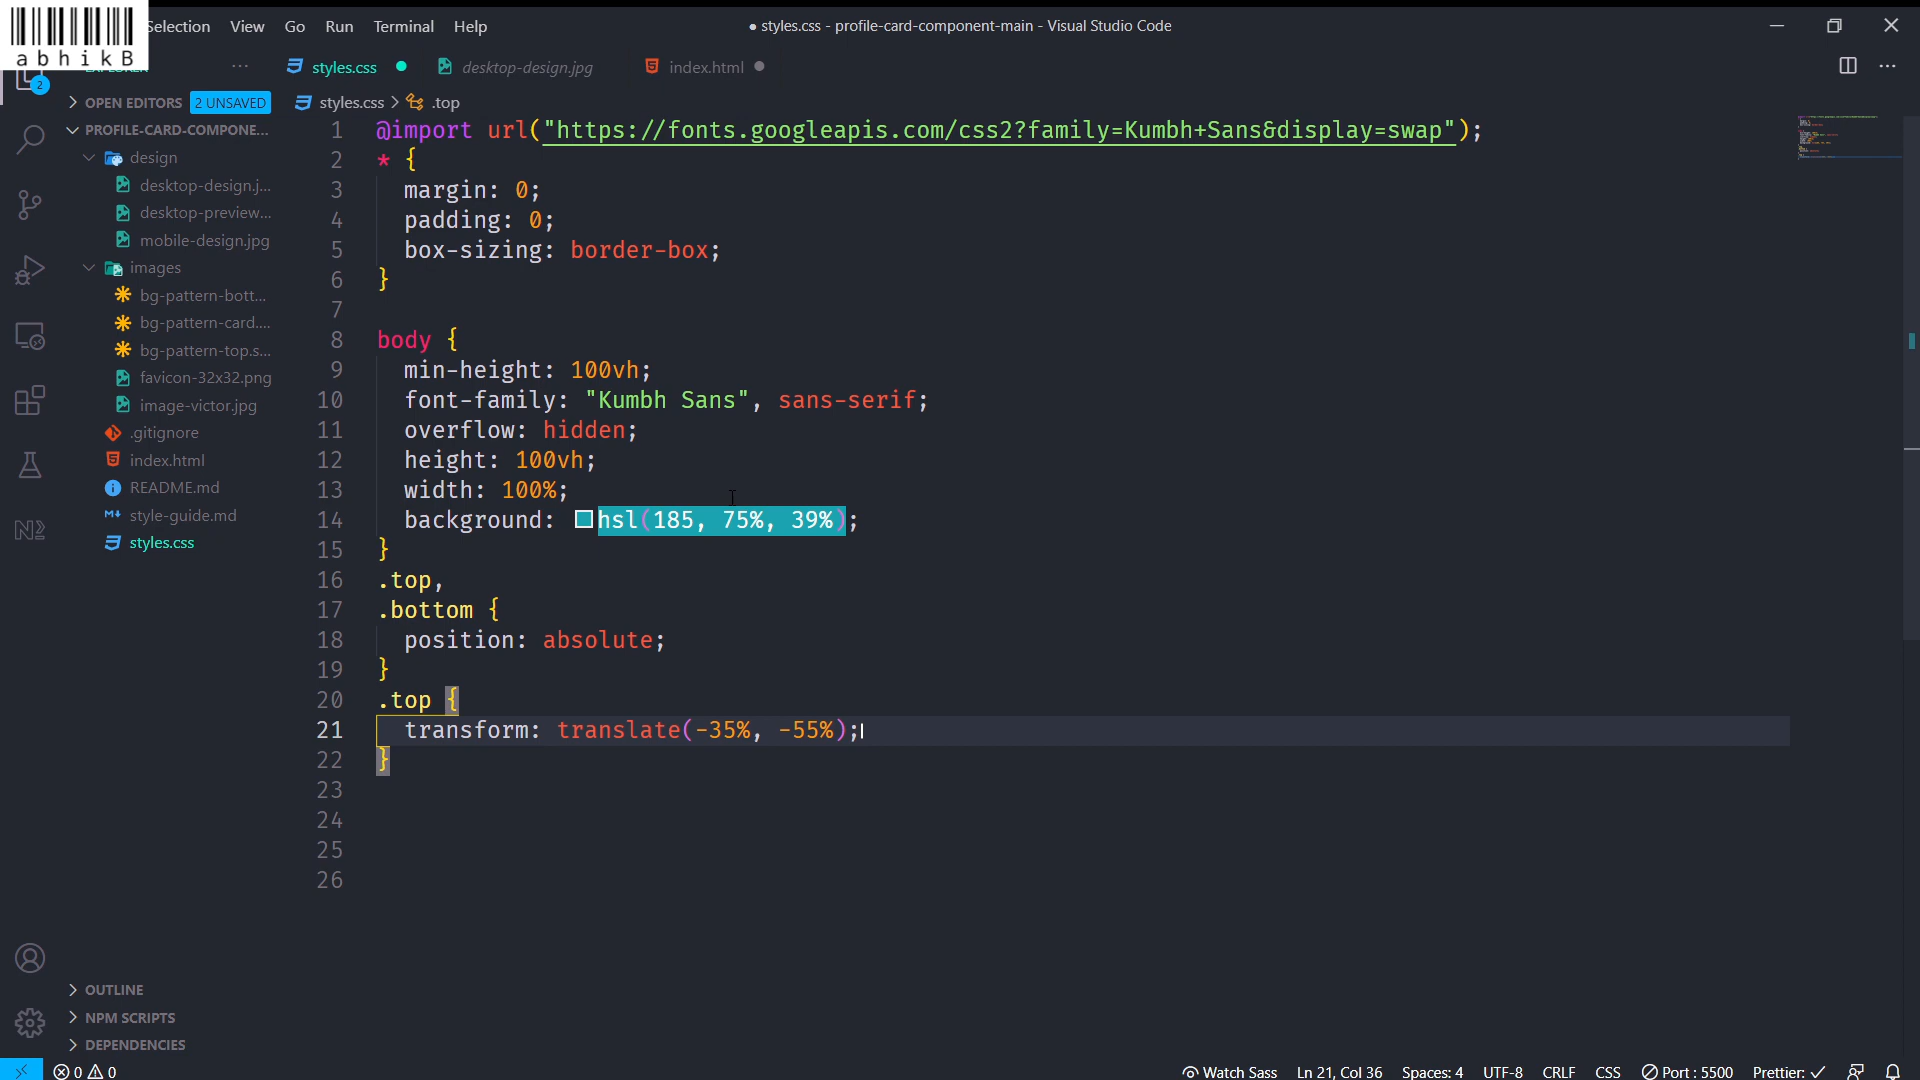 abhikB
Selection View Go Run Terminal Help
● styles.css - profile-card-component-main - Visual Studio Code
EXPLORER
styles.css ●
desktop-design.jpg
index.html ●
2
OPEN EDITORS 2 UNSAVED
styles.css > .top
PROFILE-CARD-COMPONE...
design
desktop-design.j...
desktop-preview...
mobile-design.jpg
images
bg-pattern-bott...
bg-pattern-card....
bg-pattern-top.s...
favicon-32x32.png
image-victor.jpg
.gitignore
index.html
README.md
style-guide.md
styles.css
OUTLINE
NPM SCRIPTS
DEPENDENCIES
1 @import url("https://fonts.googleapis.com/css2?family=Kumbh+Sans&display=swap");
2 * {
3 margin: 0;
4 padding: 0;
5 box-sizing: border-box;
6 }
7
8 body {
9 min-height: 100vh;
10 font-family: "Kumbh Sans", sans-serif;
11 overflow: hidden;
12 height: 100vh;
13 width: 100%;
14 background: hsl(185, 75%, 39%);
15 }
16 .top,
17 .bottom {
18 position: absolute;
19 }
20 .top {
21 transform: translate(-35%, -55%);
22 }
23
24
25
26
0 0
Watch Sass Ln 21, Col 36 Spaces: 4 UTF-8 CRLF CSS Port : 5500 Prettier: ✓